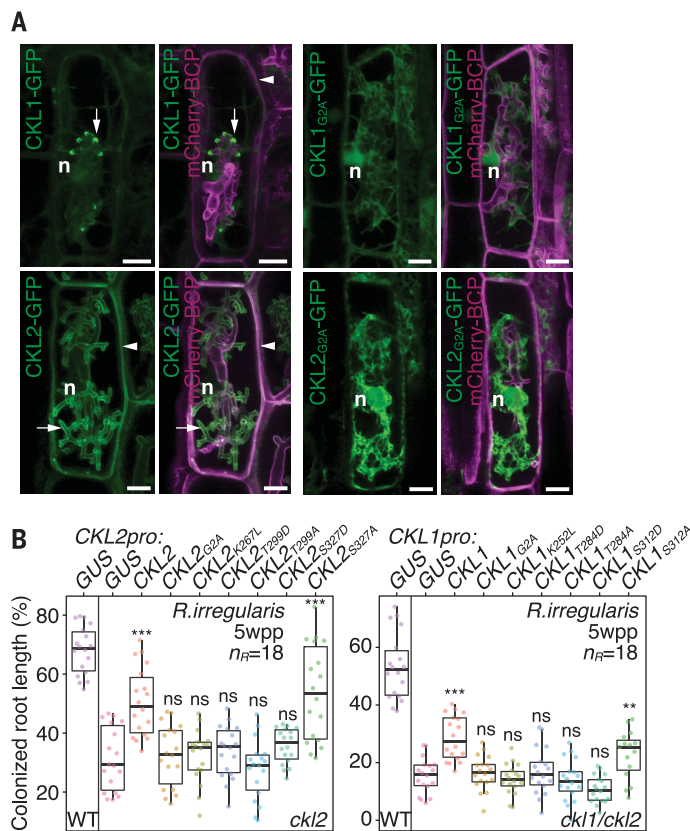 A
CKL1-GFP
CKL1-GFP
mCherry-BCP
CKL1G2A-GFP
CKL1G2A-GFP
mCherry-BCP
n
n
n
n
CKL2-GFP
CKL2-GFP
mCherry-BCP
CKL2G2A-GFP
CKL2G2A-GFP
mCherry-BCP
n
n
n
n
B
CKL2pro:
GUS
GUS
CKL2
CKL2G2A
CKL2K267L
CKL2T299D
CKL2T299A
CKL2S327D
CKL2S327A
CKL1pro:
GUS
GUS
CKL1
CKL1G2A
CKL1K252L
CKL1T284D
CKL1T284A
CKL1S312D
CKL1S312A
Colonized root length (%)
80
60
40
20
R.irregularis
5wpp
nR=18
***
ns
ns
ns
ns
ns
***
WT
ckl2
60
40
20
0
R.irregularis
5wpp
nR=18
***
ns
ns
ns
ns
ns
**
WT
ckl1/ckl2